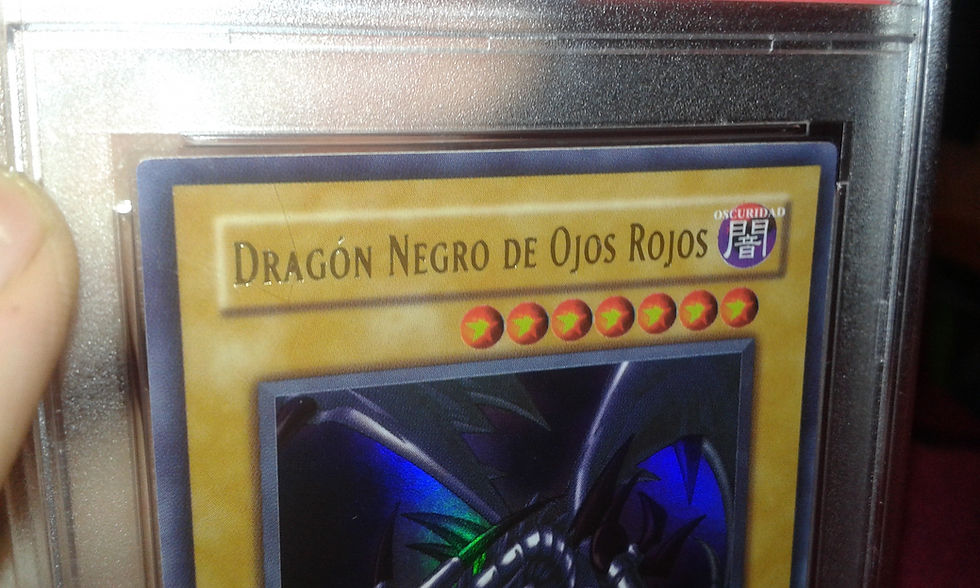 OSCURIDAD
DRAGÓN NEGRO DE OJOS ROJOS
闇